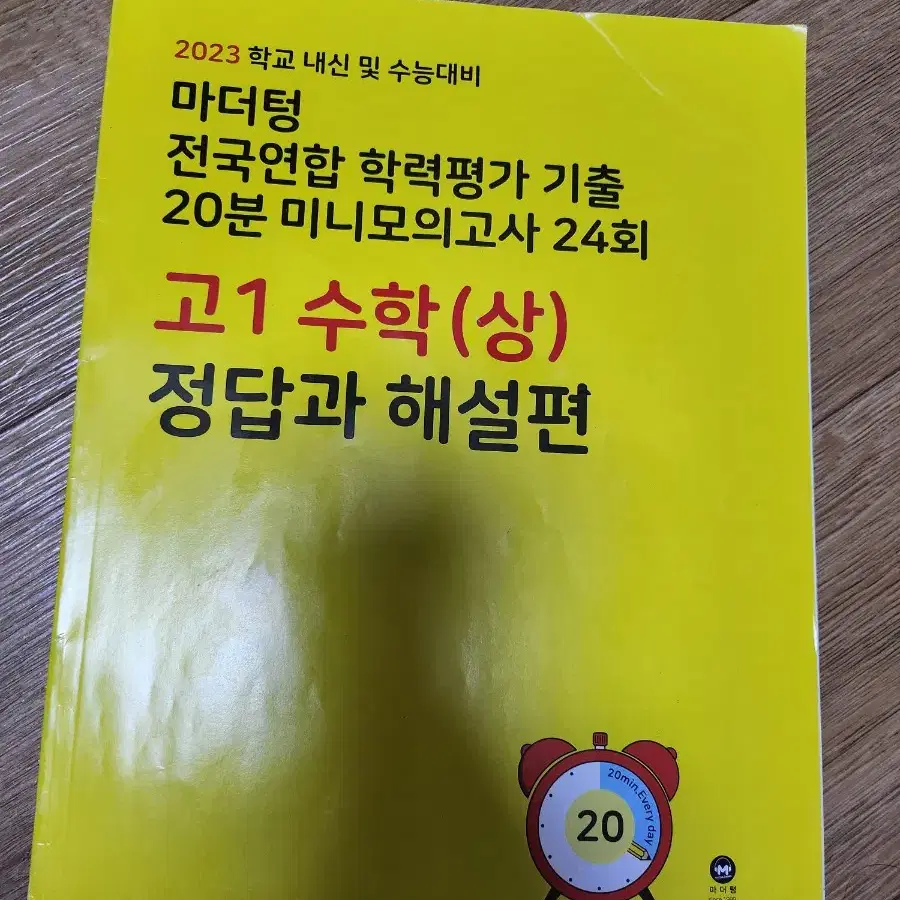 2023 학교 내신 및 수능대비
마더텅
전국연합 학력평가 기출
20분 미니모의고사 24회
고1 수학(상)
정답과 해설편
20min.Every day
20
M
마더텅